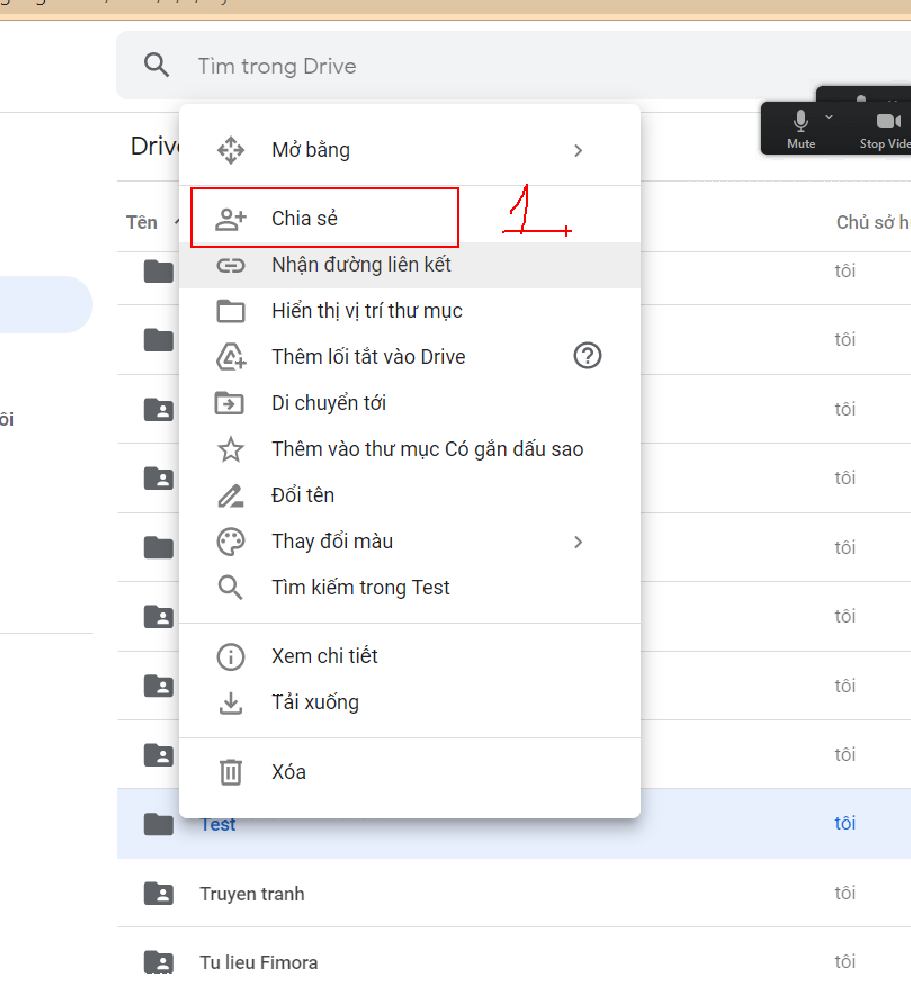 Tìm trong Drive
Mute
Stop Vide
Driv
Mở bằng
Tên
Chia sẻ
1
Chủ sở h
Nhận đường liên kết
tôi
Hiển thị vị trí thư mục
tôi
Thêm lối tắt vào Drive
Di chuyển tới
tôi
ôi
Thêm vào thư mục Có gắn dấu sao
tôi
Đổi tên
Thay đổi màu
tôi
Tìm kiếm trong Test
tôi
Xem chi tiết
tôi
Tải xuống
tôi
Xóa
Test
tôi
Truyen tranh
tôi
Tu lieu Fimora
tôi